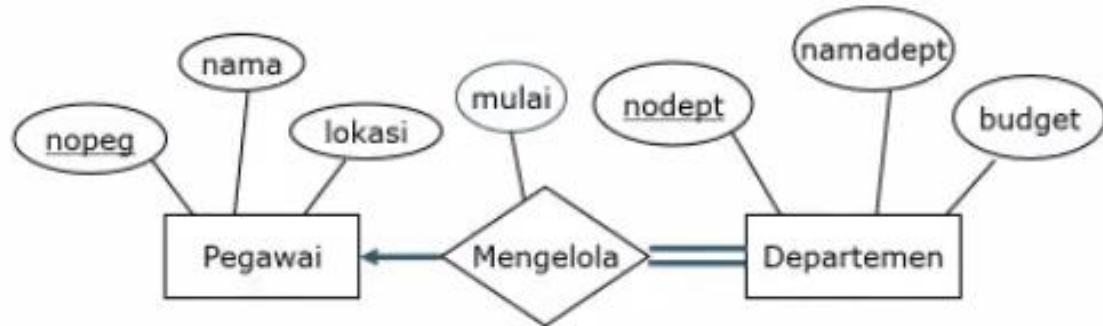 nopeg
nama
lokasi
Pegawai
mulai
Mengelola
nodept
namadept
budget
Departemen